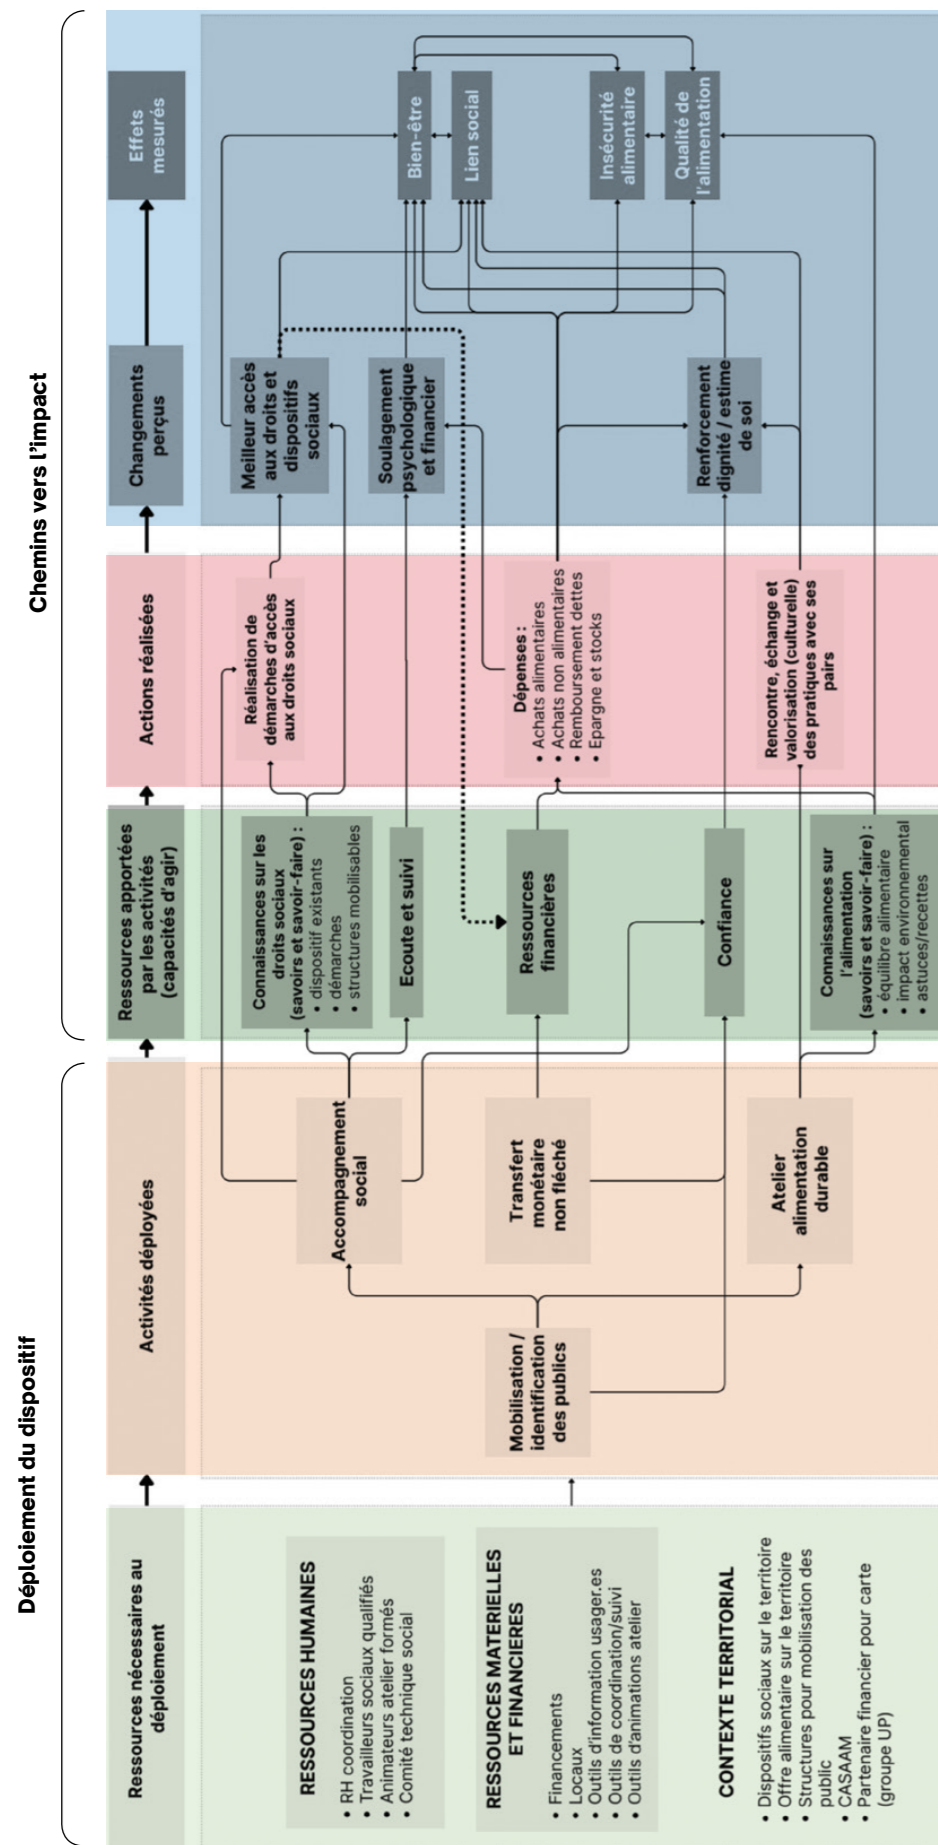 Déploiement du dispositif
Chemins vers l'impact
Ressources nécessaires au
déploiement
Activités déployées
Ressources apportées
par les activités
(capacités d'agir)
Actions réalisées
Changements
perçus
Effets
mesurés
RESSOURCES HUMAINES
• RH coordination
• Travailleurs sociaux qualifiés
• Animateurs atelier formés
• Comité technique social
RESSOURCES MATERIELLES
ET FINANCIERES
• Financements
• Locaux
• Outils d'information usager.es
• Outils de coordination/suivi
• Outils d'animations atelier
CONTEXTE TERRITORIAL
• Dispositifs sociaux sur le territoire
• Offre alimentaire sur le territoire
• Structures pour mobilisation des
public
• CASAAM
• Partenaire financier pour carte
(groupe UP)
Mobilisation /
identification
des publics
Accompagnement
social
Transfert
monétaire
non fléché
Atelier
alimentation
durable
Connaissances sur les
droits sociaux
(savoirs et savoir-faire) :
• dispositif existants
• démarches
• structures mobilisables
Ecoute et suivi
Ressources
financières
Confiance
Connaissances sur
l'alimentation
(savoirs et savoir-faire) :
• équilibre alimentaire
• impact environnemental
• astuces/recettes
Réalisation de
démarches d'accès
aux droits sociaux
Dépenses :
• Achats alimentaires
• Achats non alimentaires
• Remboursement dettes
• Epargne et stocks
Rencontre, échange et
valorisation (culturelle)
des pratiques avec ses
pairs
Meilleur accès
aux droits et
dispositifs
sociaux
Soulagement
psychologique
et financier
Renforcement
dignité / estime
de soi
Bien-être
Lien social
Insécurité
alimentaire
Qualité de
l'alimentation